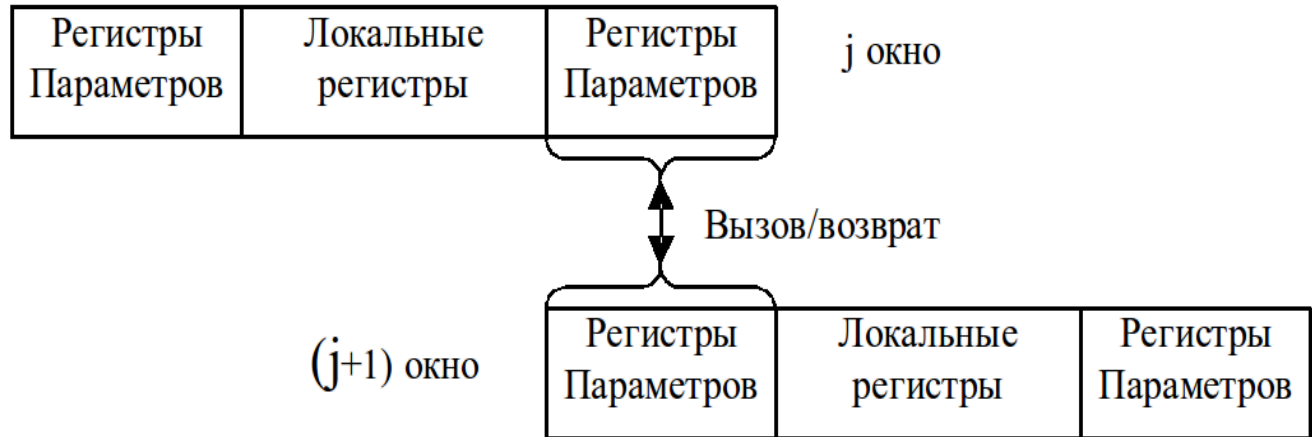 Регистры
Параметров
Локальные
регистры
Регистры
Параметров
j окно
Вызов/возврат
(j+1) окно
Регистры
Параметров
Локальные
регистры
Регистры
Параметров